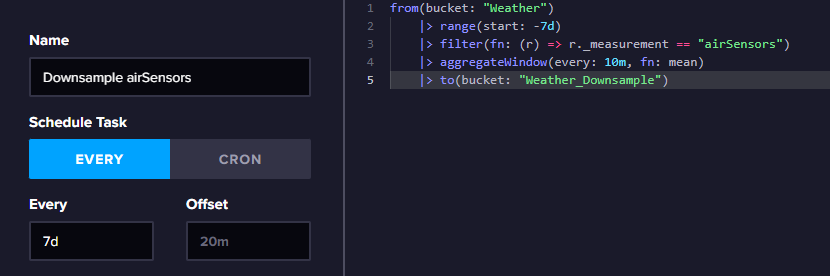 Name
Downsample airSensors
Schedule Task
EVERY CRON
Every Offset
7d 20m
1 from(bucket: "Weather")
2 |> range(start: -7d)
3 |> filter(fn: (r) => r._measurement == "airSensors")
4 |> aggregateWindow(every: 10m, fn: mean)
5 |> to(bucket: "Weather_Downsample")